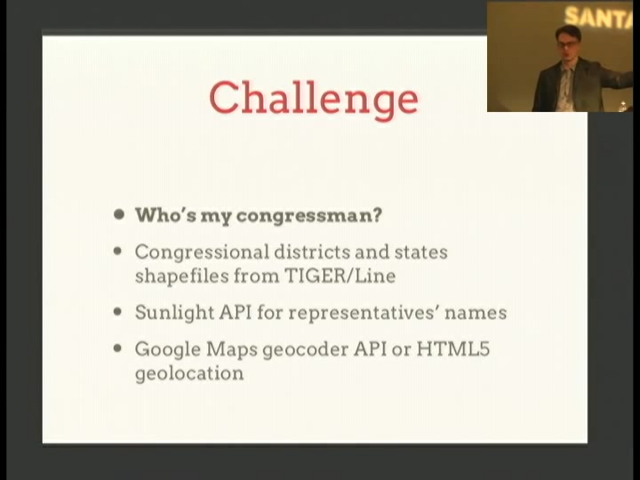 SANTA
Challenge
Who's my congressman?
Congressional districts and states
shapefiles from TIGER/Line
Sunlight API for representatives' names
Google Maps geocoder API or HTML5
geolocation